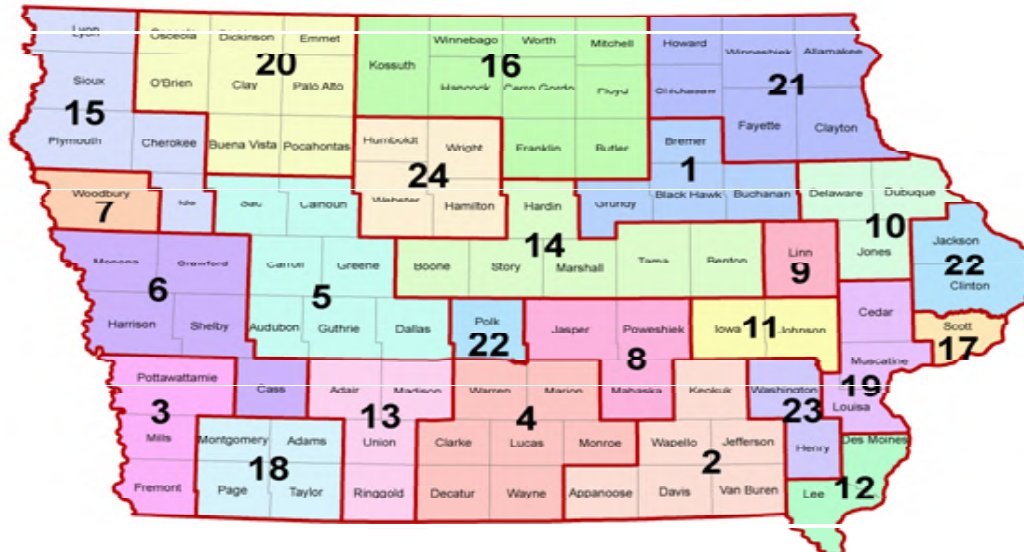 Lyon
Osceola
Dickinson
Emmet
20
Sioux
O'Brien
Clay
Palo Alto
15
Plymouth
Cherokee
Buena Vista
Pocahontas
Kossuth
Winnebago
Worth
Mitchell
16
Hancock
Cerro Gordo
Floyd
Franklin
Butler
Howard
Winneshiek
Allamakee
Chickasaw
21
Fayette
Clayton
Humboldt
Wright
24
Webster
Hamilton
Bremer
1
Black Hawk
Buchanan
Grundy
Delaware
Dubuque
10
Jones
Woodbury
7
Ida
Sac
Calhoun
Hardin
14
Boone
Story
Marshall
Tama
Benton
Linn
9
Jackson
22
Clinton
Monona
Crawford
6
Harrison
Shelby
Carroll
Greene
5
Audubon
Guthrie
Dallas
Polk
22
Jasper
Poweshiek
8
Mahaska
Iowa
11
Johnson
Cedar
Scott
17
Muscatine
19
Louisa
Pottawattamie
3
Mills
Fremont
Cass
Adair
Madison
13
Union
Ringgold
Warren
Marion
4
Clarke
Lucas
Monroe
Decatur
Wayne
Keokuk
Wapello
Jefferson
2
Appanoose
Davis
Van Buren
Washington
23
Henry
Des Moines
Lee
12
Montgomery
Adams
18
Page
Taylor